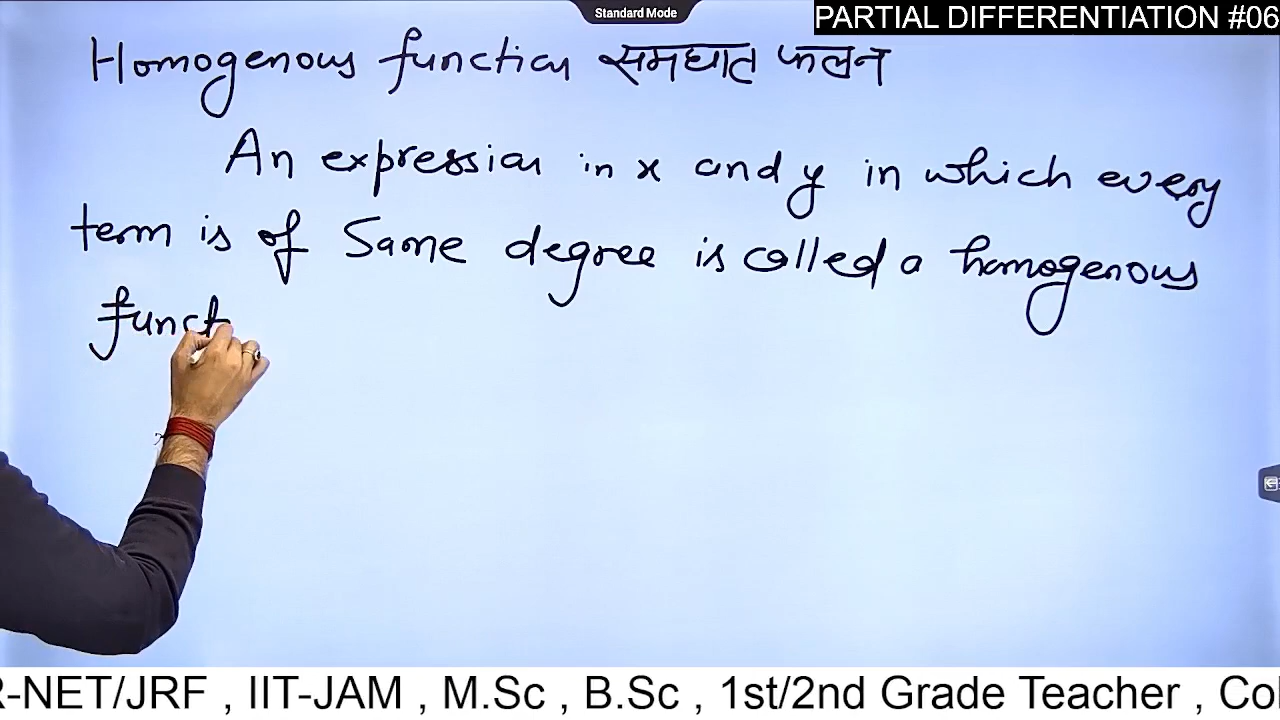 Standard Mode
PARTIAL DIFFERENTIATION #06
Homogenous function समघात फलन
An expression in x and y in which every
term is of Same degree is called a homogenous
funct
R-NET/JRF , IIT-JAM , M.Sc , B.Sc , 1st/2nd Grade Teacher , Col